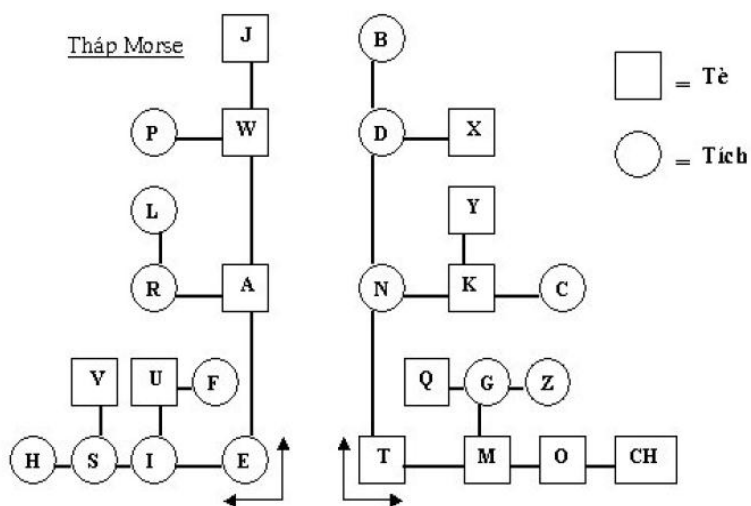 Tháp Morse
J
B
= Tè
P W
D X
= Tích
L
Y
R A
N K C
V U F
Q G Z
H S I E
T M O CH